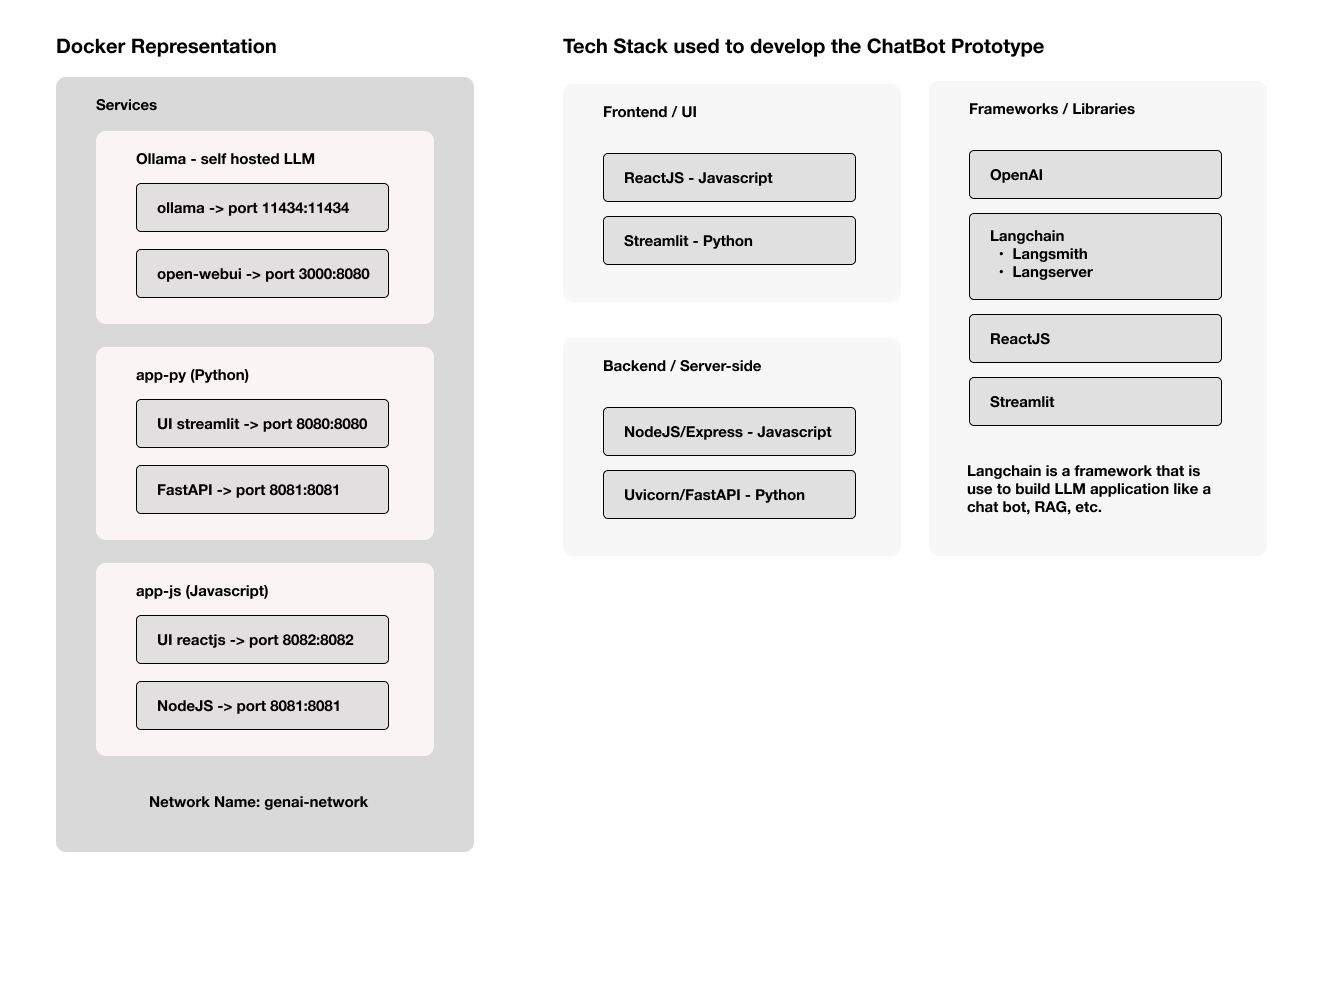 Docker Representation
Services
Ollama - self hosted LLM
ollama -> port 11434:11434
open-webui -> port 3000:8080
app-py (Python)
UI streamlit -> port 8080:8080
FastAPI -> port 8081:8081
app-js (Javascript)
UI reactjs -> port 8082:8082
NodeJS -> port 8081:8081
Network Name: genai-network
Tech Stack used to develop the ChatBot Prototype
Frontend / UI
ReactJS - Javascript
Streamlit - Python
Backend / Server-side
NodeJS/Express - Javascript
Uvicorn/FastAPI - Python
Frameworks / Libraries
OpenAI
Langchain
• Langsmith
• Langserver
ReactJS
Streamlit
Langchain is a framework that is
use to build LLM application like a
chat bot, RAG, etc.